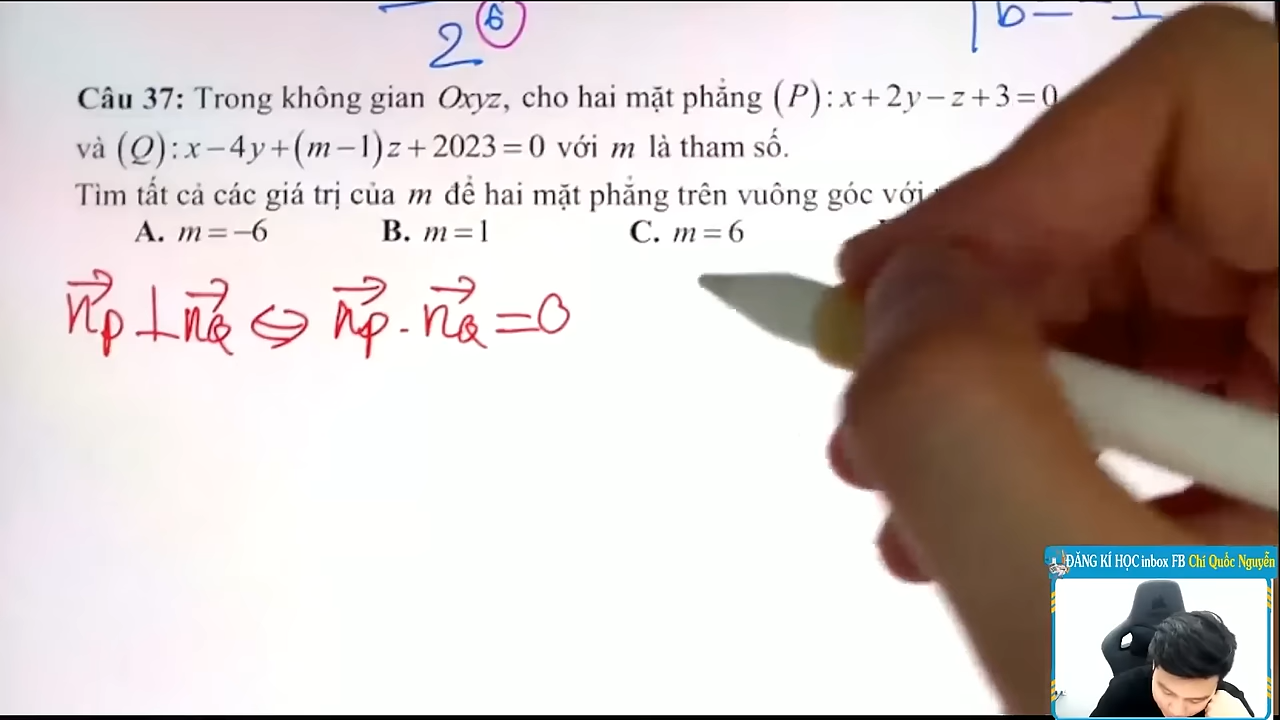 2⁶
b = 1
Câu 37: Trong không gian Oxyz, cho hai mặt phẳng (P): x + 2y − z + 3 = 0
và (Q): x − 4y + (m − 1)z + 2023 = 0 với m là tham số.
Tìm tất cả các giá trị của m để hai mặt phẳng trên vuông góc với
A. m = −6 B. m = 1 C. m = 6
n⃗P ⊥ n⃗Q ⇔ n⃗P . n⃗Q = 0
ĐĂNG KÍ HỌC inbox FB Chí Quốc Nguyễn